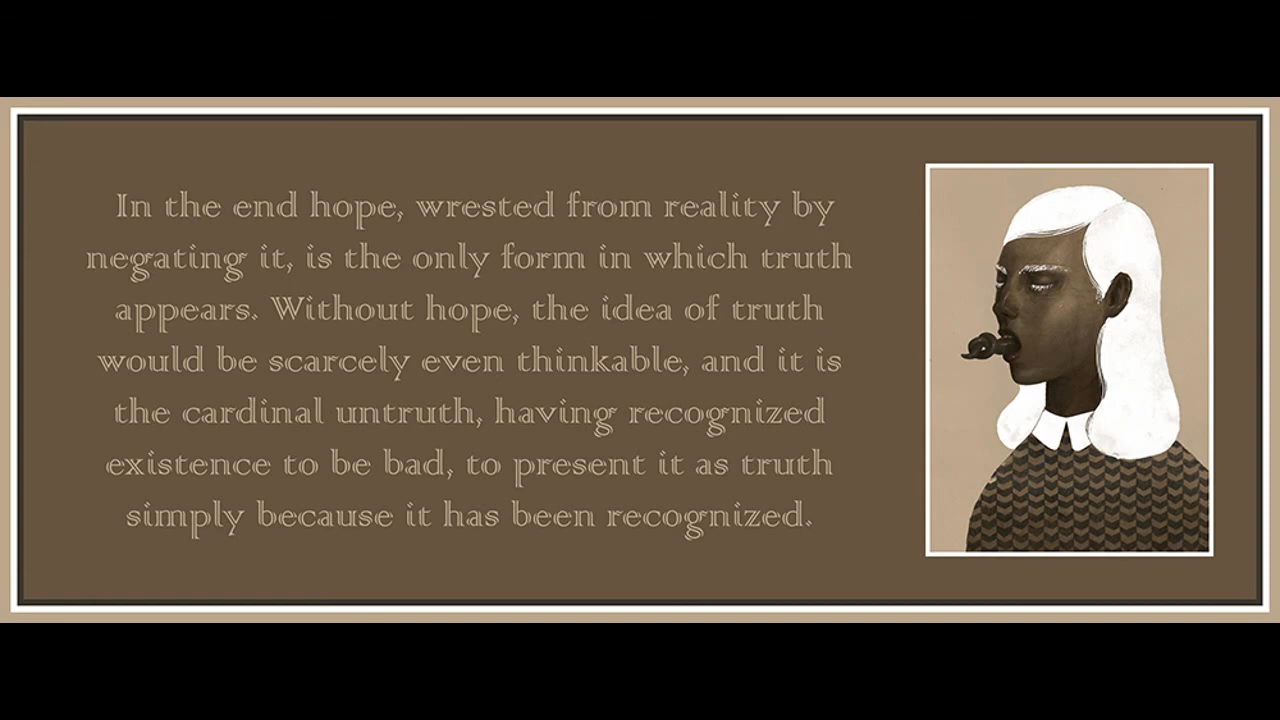 In the end hope, wrested from reality by
negating it, is the only form in which truth
appears. Without hope, the idea of truth
would be scarcely even thinkable, and it is
the cardinal untruth, having recognized
existence to be bad, to present it as truth
simply because it has been recognized.